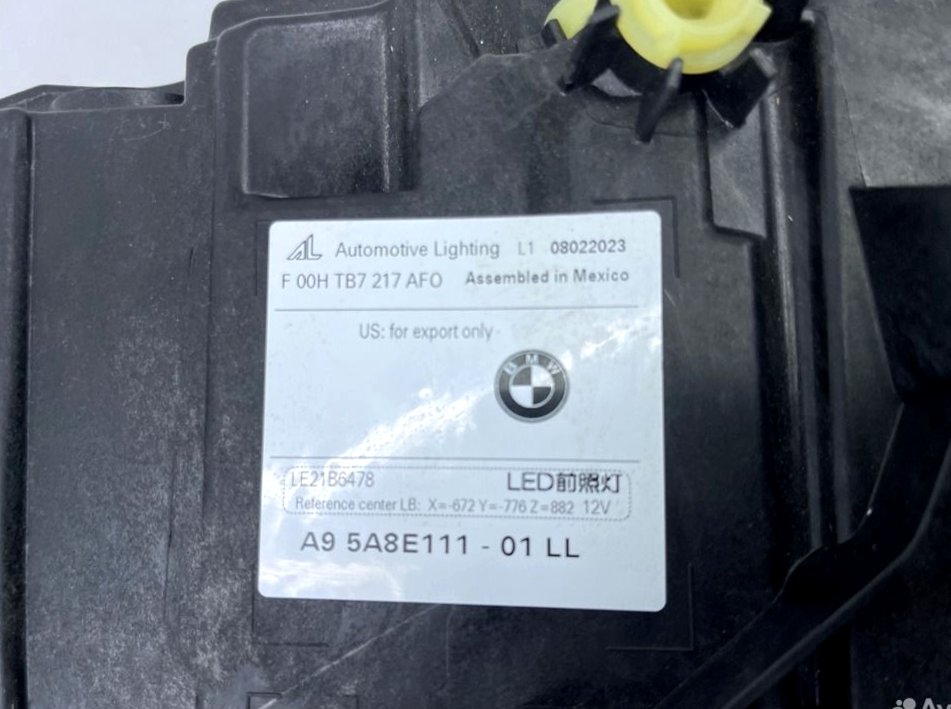 AL Automotive Lighting L1 08022023
F 00H TB7 217 AFO Assembled in Mexico
US: for export only
BMW
LE21B6478 LED前照灯
Reference center LB: X=-672 Y=-776 Z=882 12V
A9 5A8E111 - 01 LL